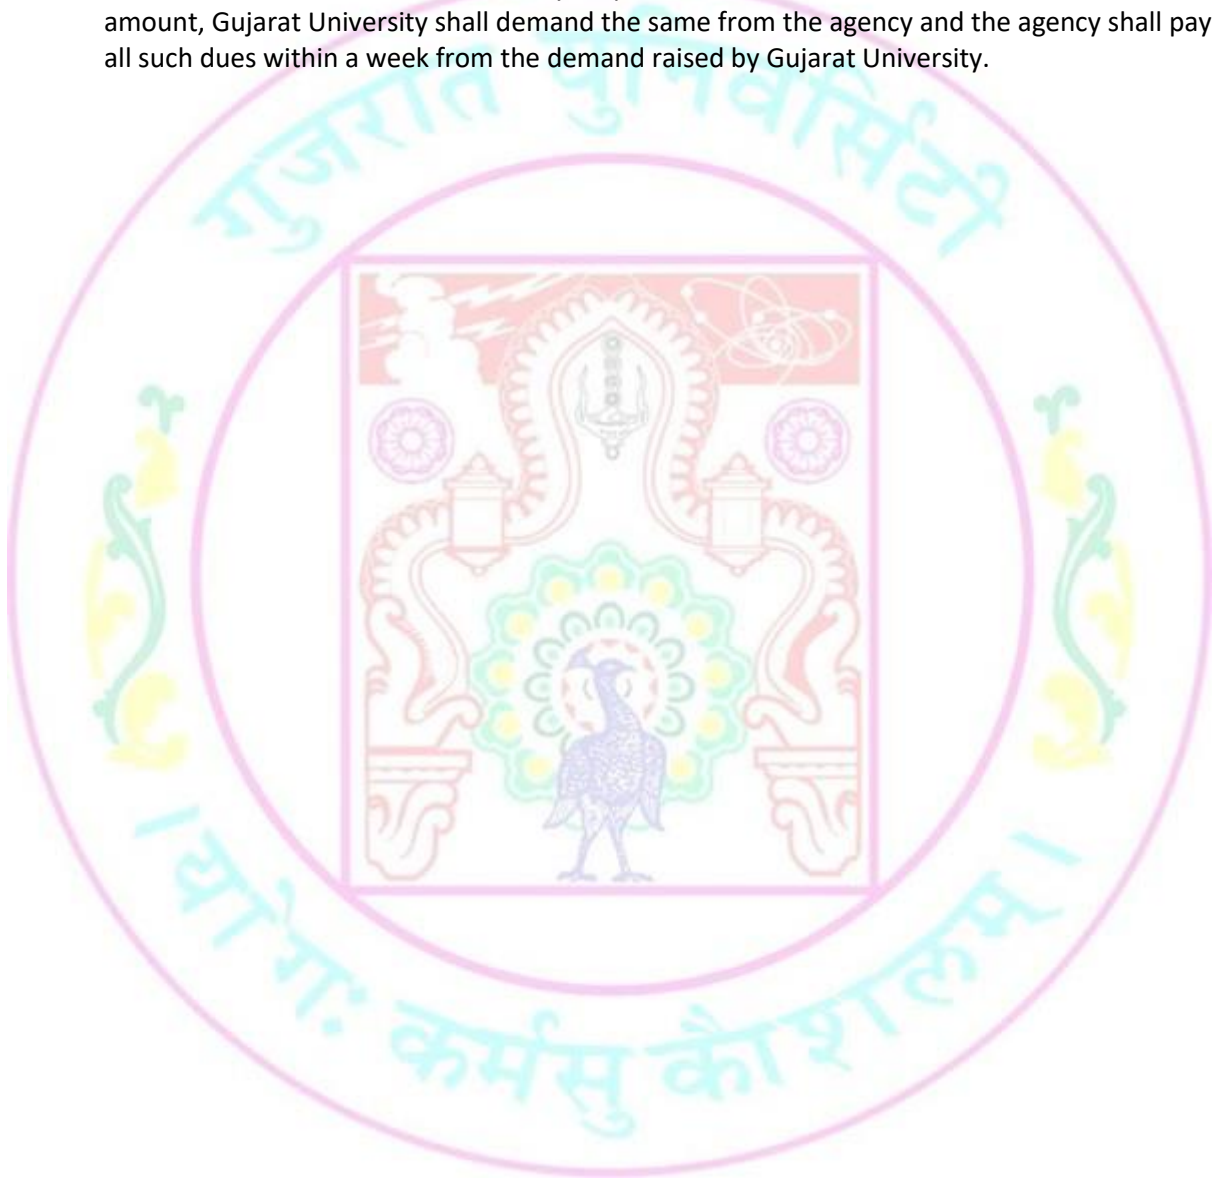 amount, Gujarat University shall demand the same from the agency and the agency shall pay
all such dues within a week from the demand raised by Gujarat University.
गुजरात युनिवर्सिटी
। योगः कर्मसु कौशलम् ।